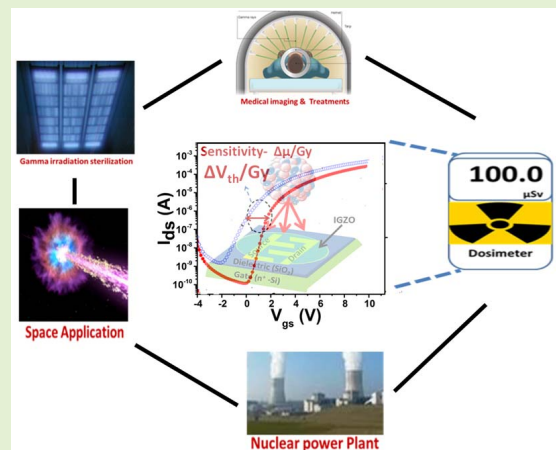 Medical imaging & Treatments
Gamma irradiation sterilization
Sensitivity- Δμ/Gy
ΔVth/Gy
IGZO
Drain
Dielectric (SiO₂)
Gate (n⁺-Si)
Ids (A)
10⁻³
10⁻⁴
10⁻⁵
10⁻⁶
10⁻⁷
10⁻⁸
10⁻⁹
10⁻¹⁰
-4 -2 0 2 4 6 8 10
Vgs (V)
100.0
μSv
Dosimeter
Space Application
Nuclear power Plant